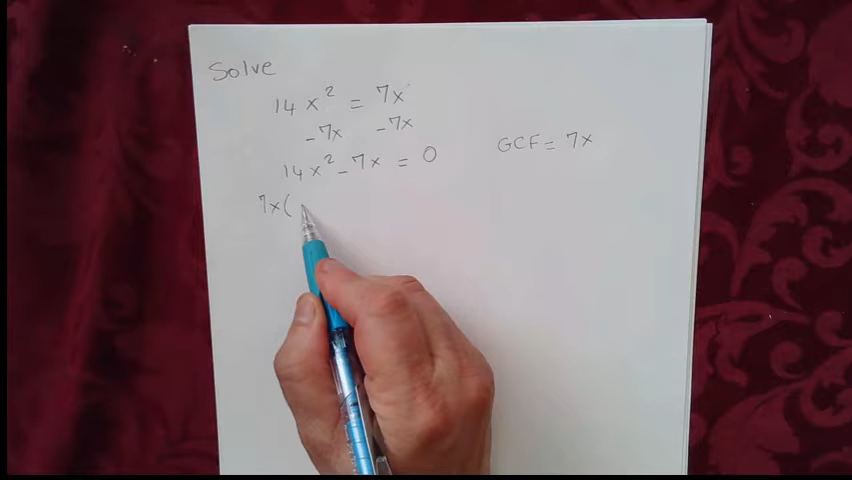 Solve
14x² = 7x
-7x -7x
14x² - 7x = 0
GCF = 7x
7x(